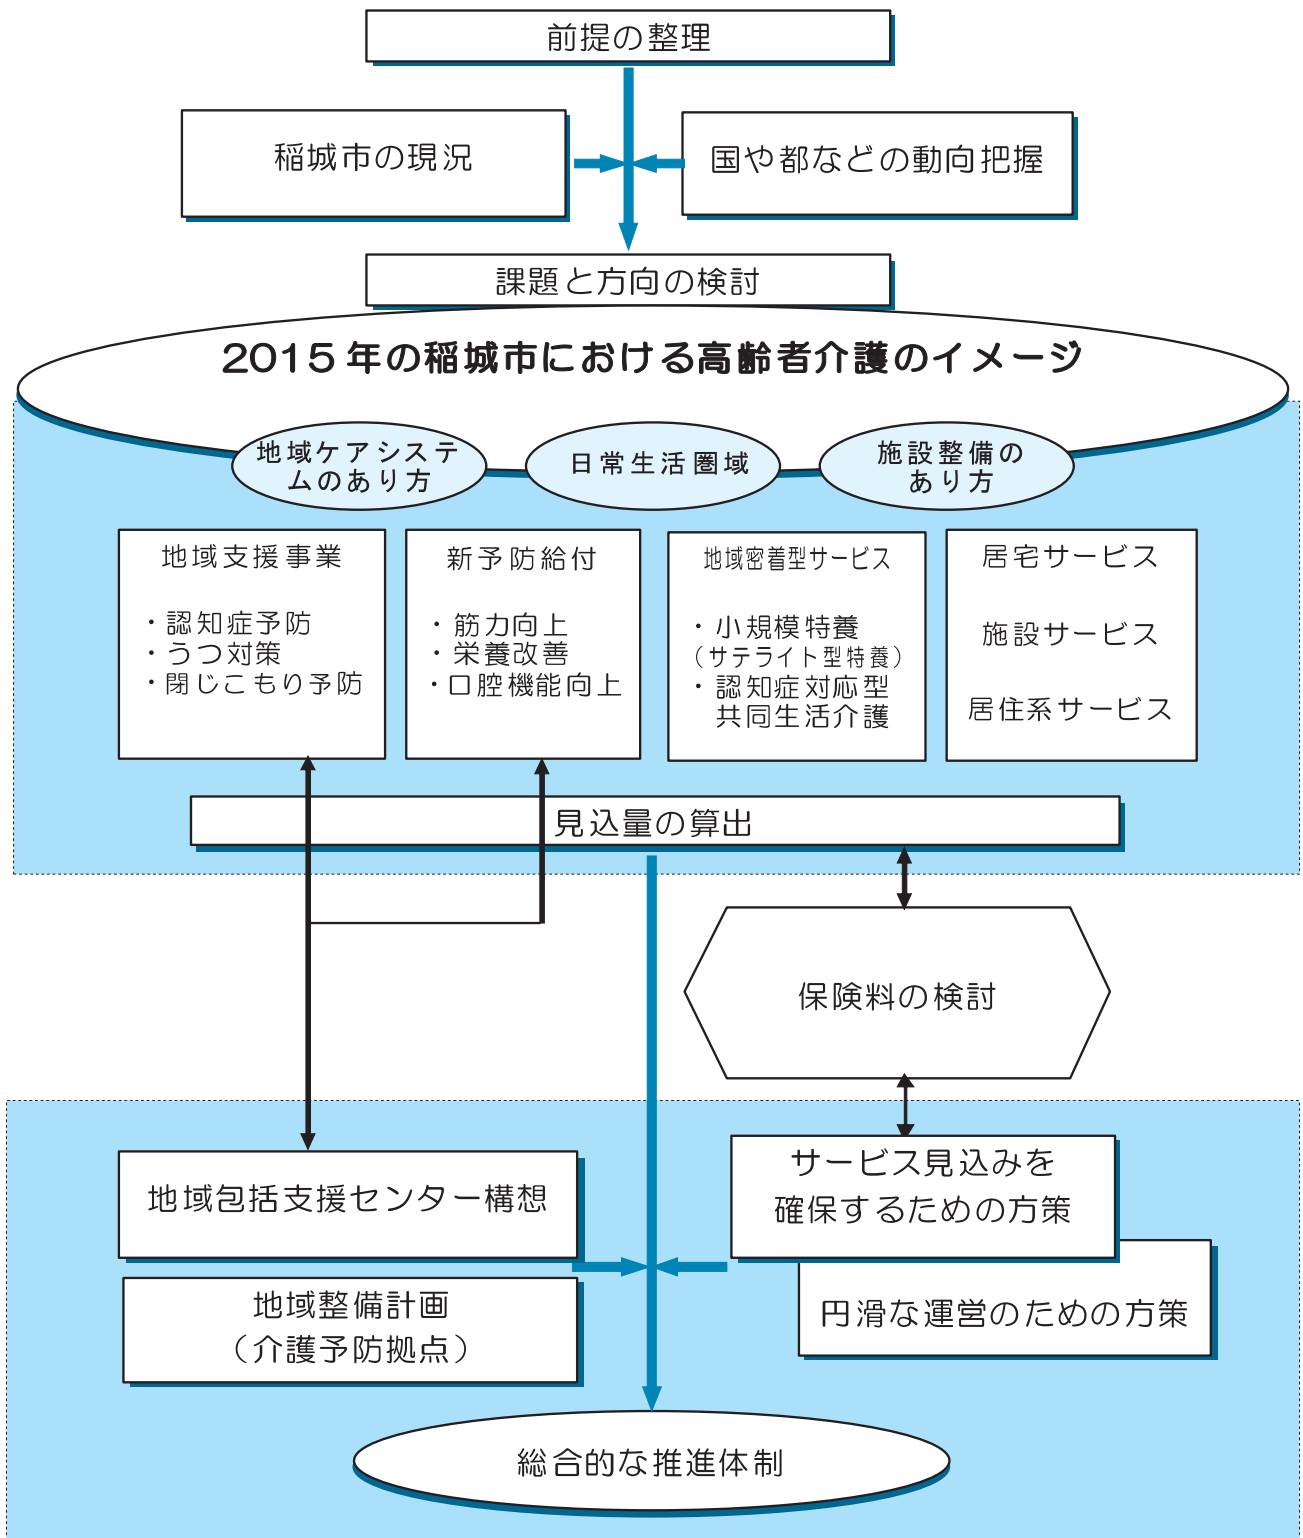 前提の整理
稲城市の現況
国や都などの動向把握
課題と方向の検討
2015年の稲城市における高齢者介護のイメージ
地域ケアシステ
ムのあり方
日常生活圏域
施設整備の
あり方
地域支援事業
・認知症予防
・うつ対策
・閉じこもり予防
新予防給付
・筋力向上
・栄養改善
・口腔機能向上
地域密着型サービス
・小規模特養
（サテライト型特養）
・認知症対応型
共同生活介護
居宅サービス
施設サービス
居住系サービス
見込量の算出
保険料の検討
地域包括支援センター構想
サービス見込みを
確保するための方策
地域整備計画
（介護予防拠点）
円滑な運営のための方策
総合的な推進体制